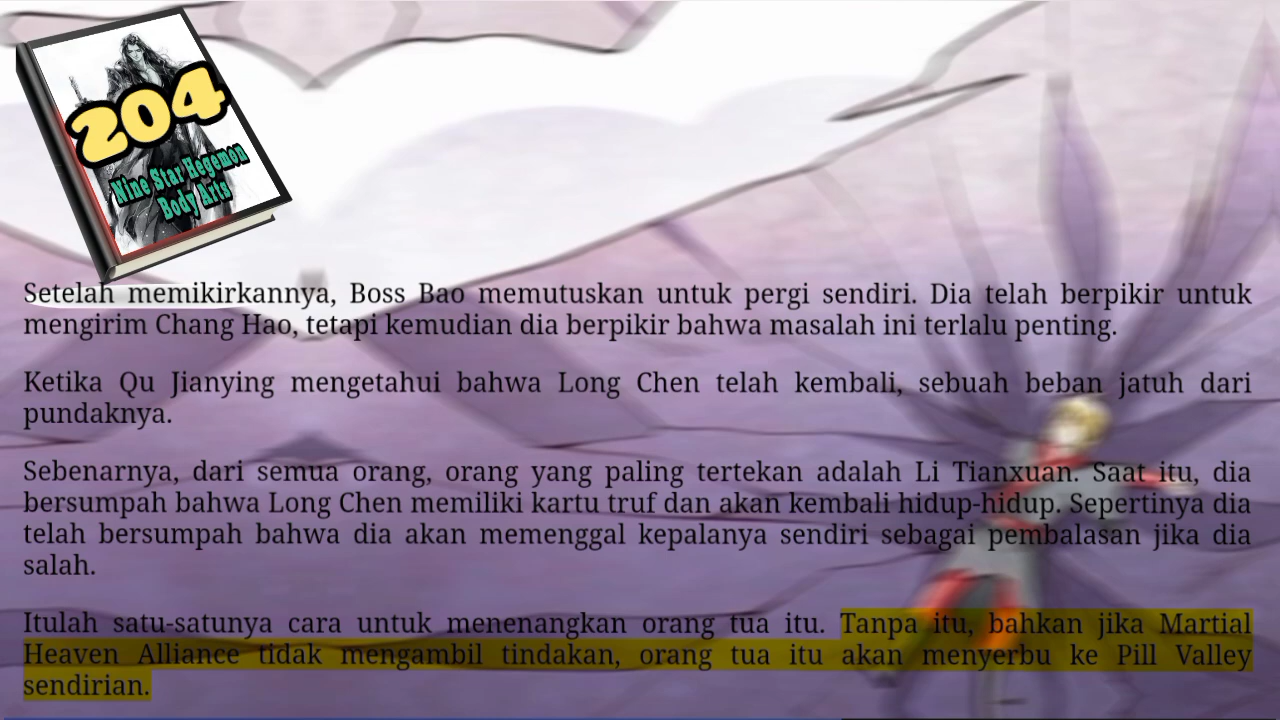 204
Nine Star Hegemon
Body Arts
Setelah memikirkannya, Boss Bao memutuskan untuk pergi sendiri. Dia telah berpikir untuk
mengirim Chang Hao, tetapi kemudian dia berpikir bahwa masalah ini terlalu penting.
Ketika Qu Jianying mengetahui bahwa Long Chen telah kembali, sebuah beban jatuh dari
pundaknya.
Sebenarnya, dari semua orang, orang yang paling tertekan adalah Li Tianxuan. Saat itu, dia
bersumpah bahwa Long Chen memiliki kartu truf dan akan kembali hidup-hidup. Sepertinya dia
telah bersumpah bahwa dia akan memenggal kepalanya sendiri sebagai pembalasan jika dia
salah.
Itulah satu-satunya cara untuk menenangkan orang tua itu. Tanpa itu, bahkan jika Martial
Heaven Alliance tidak mengambil tindakan, orang tua itu akan menyerbu ke Pill Valley
sendirian.